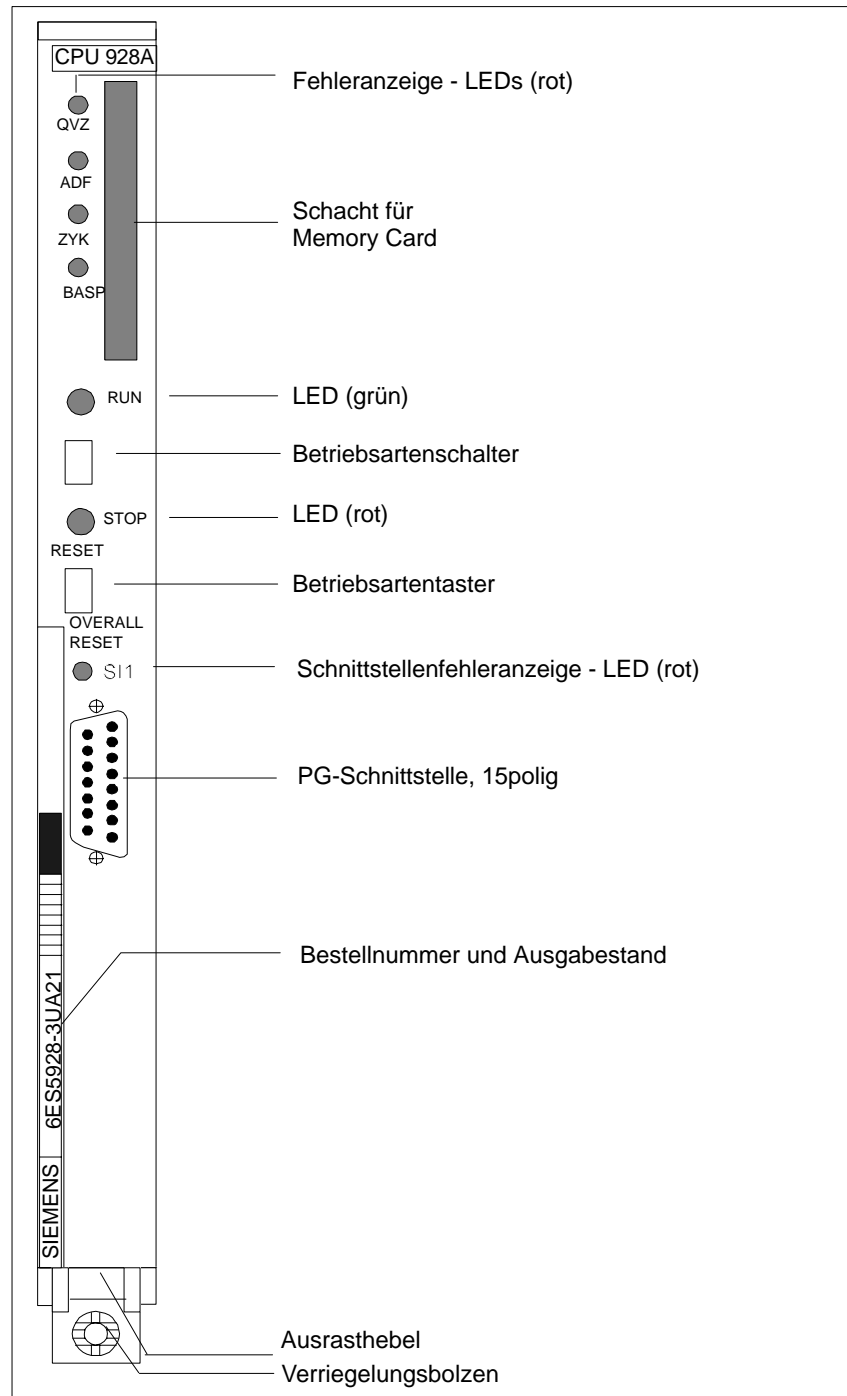 CPU 928A
Fehleranzeige - LEDs (rot)
QVZ
ADF
ZYK
BASP
Schacht für
Memory Card
RUN
LED (grün)
Betriebsartenschalter
STOP
LED (rot)
RESET
Betriebsartentaster
OVERALL
RESET
SI1
Schnittstellenfehleranzeige - LED (rot)
PG-Schnittstelle, 15polig
Bestellnummer und Ausgabestand
6ES5928-3UA21
SIEMENS
Ausrasthebel
Verriegelungsbolzen